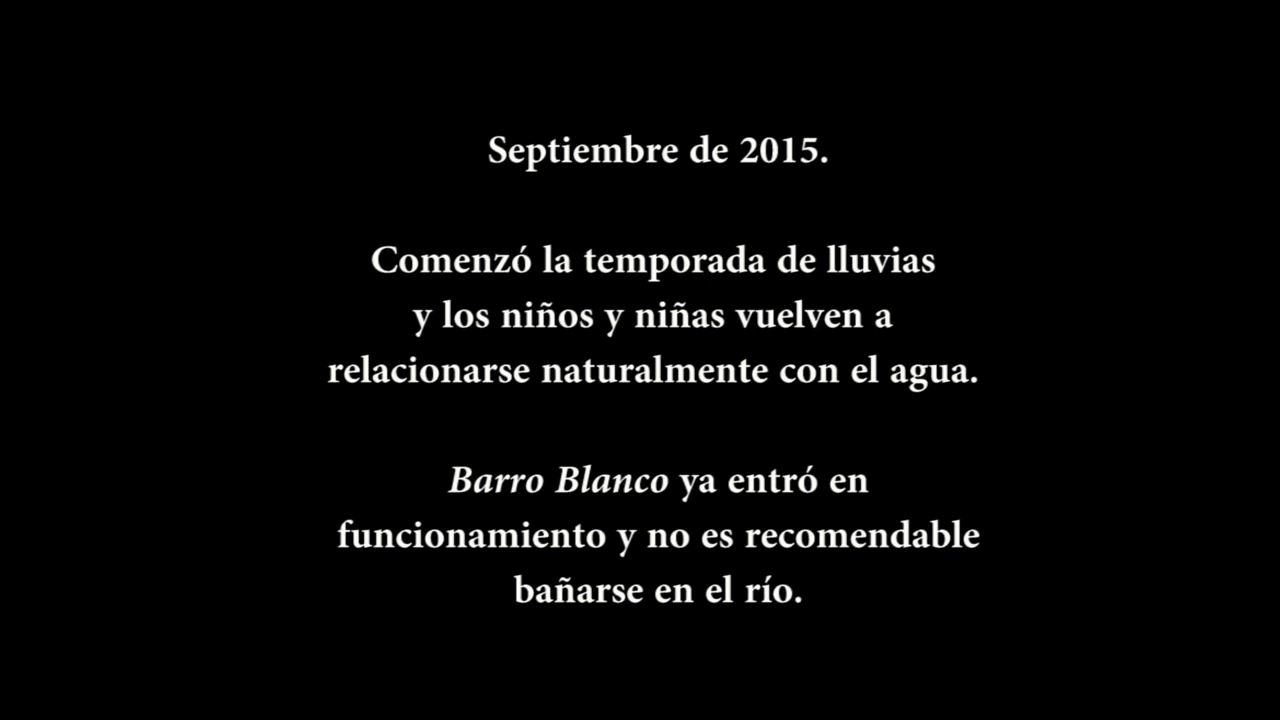 Septiembre de 2015.
Comenzó la temporada de lluvias
y los niños y niñas vuelven a
relacionarse naturalmente con el agua.
Barro Blanco ya entró en
funcionamiento y no es recomendable
bañarse en el río.